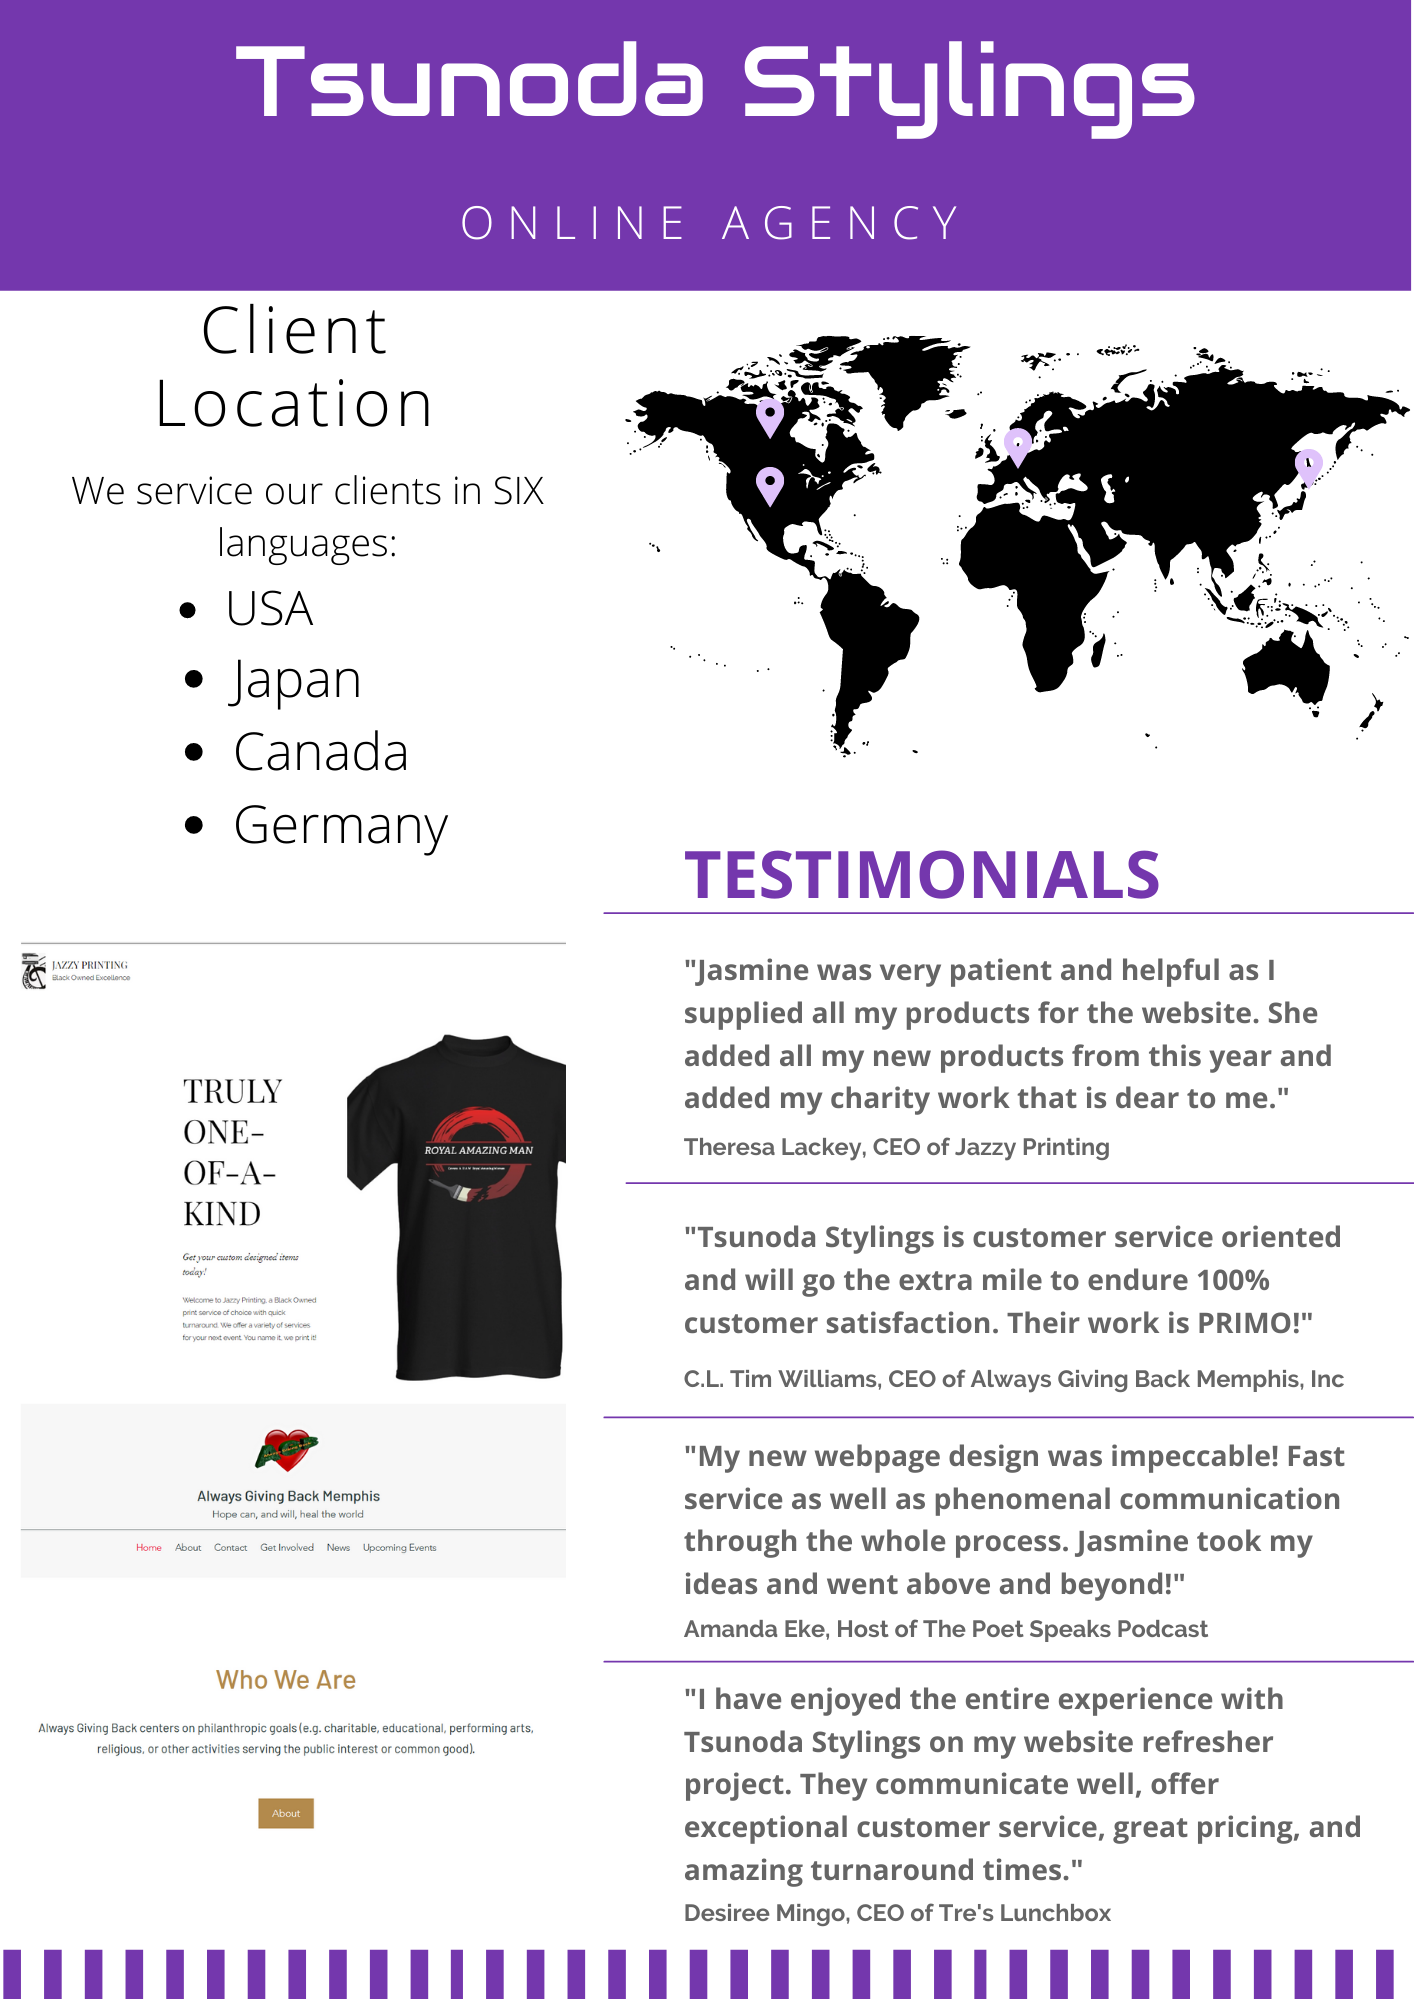 Tsunoda Stylings
ONLINE AGENCY
Client
Location
We service our clients in SIX
languages:
• USA
• Japan
• Canada
• Germany
JAZZY PRINTING
Black Owned Excellence
TRULY
ONE-
OF-A-
KIND
Get your custom designed items
today!
Welcome to Jazzy Printing, a Black Owned
print service of choice with quick
turnaround. We offer a variety of services
for your next event. You name it, we print it!
ROYAL AMAZING MAN
Always Giving Back Memphis
Hope can, and will, heal the world
Home About Contact Get Involved News Upcoming Events
Who We Are
Always Giving Back centers on philanthropic goals (e.g. charitable, educational, performing arts,
religious, or other activities serving the public interest or common good).
About
TESTIMONIALS
"Jasmine was very patient and helpful as I
supplied all my products for the website. She
added all my new products from this year and
added my charity work that is dear to me."
Theresa Lackey, CEO of Jazzy Printing
"Tsunoda Stylings is customer service oriented
and will go the extra mile to endure 100%
customer satisfaction. Their work is PRIMO!"
C.L. Tim Williams, CEO of Always Giving Back Memphis, Inc
"My new webpage design was impeccable! Fast
service as well as phenomenal communication
through the whole process. Jasmine took my
ideas and went above and beyond!"
Amanda Eke, Host of The Poet Speaks Podcast
"I have enjoyed the entire experience with
Tsunoda Stylings on my website refresher
project. They communicate well, offer
exceptional customer service, great pricing, and
amazing turnaround times."
Desiree Mingo, CEO of Tre's Lunchbox